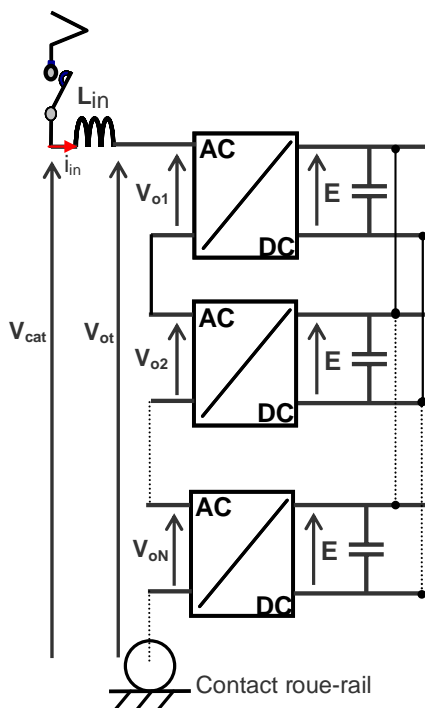 Lin
iin
AC
Vo1
E
DC
Vcat
Vot
AC
Vo2
E
DC
AC
VoN
E
DC
Contact roue-rail